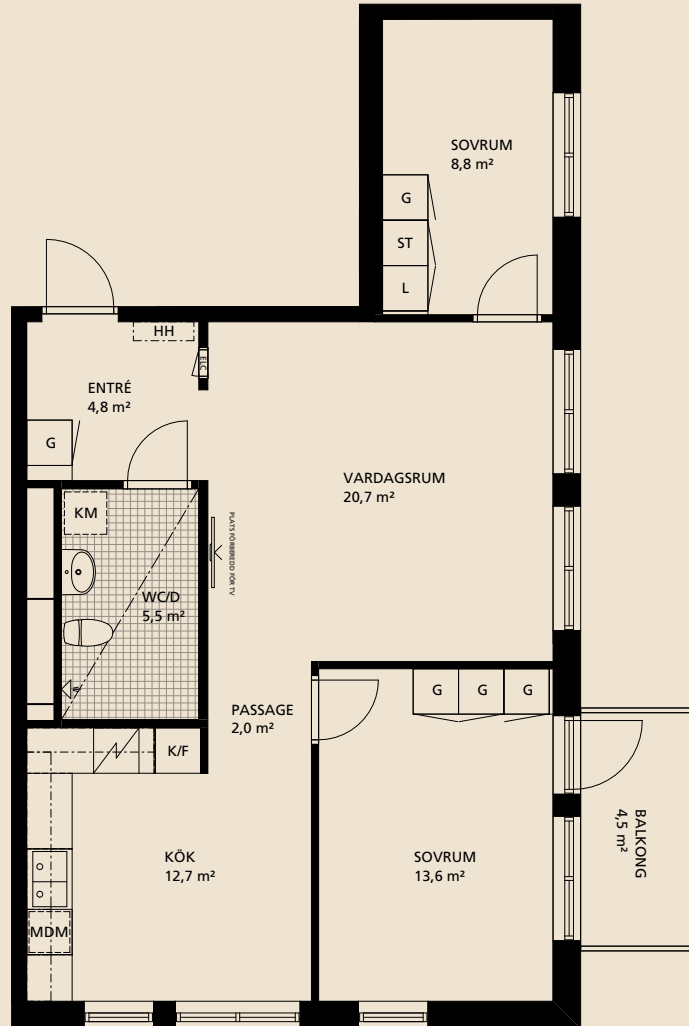 SOVRUM
8,8 m²
G
ST
L
HH
ELC
ENTRÉ
4,8 m²
G
VARDAGSRUM
20,7 m²
KM
PLATS FÖRBEREDD FÖR TV
WC/D
5,5 m²
G
G
G
PASSAGE
2,0 m²
K/F
KÖK
12,7 m²
SOVRUM
13,6 m²
BALKONG
4,5 m²
MDM